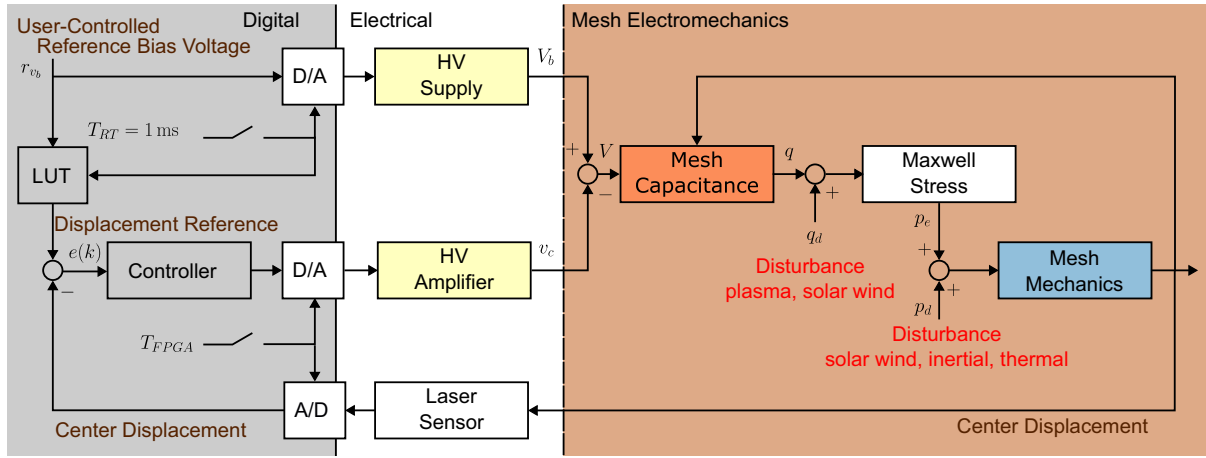 User-Controlled
Reference Bias Voltage
Digital
Electrical
Mesh Electromechanics
r_{v_b}
D/A
HV
Supply
V_b
T_{RT} = 1 ms
LUT
+
V
−
Mesh
Capacitance
q
+
q_d
Maxwell
Stress
p_e
+
+
p_d
Mesh
Mechanics
Displacement Reference
e(k)
−
Controller
D/A
HV
Amplifier
v_c
Disturbance
plasma, solar wind
Disturbance
solar wind, inertial, thermal
T_{FPGA}
A/D
Laser
Sensor
Center Displacement
Center Displacement